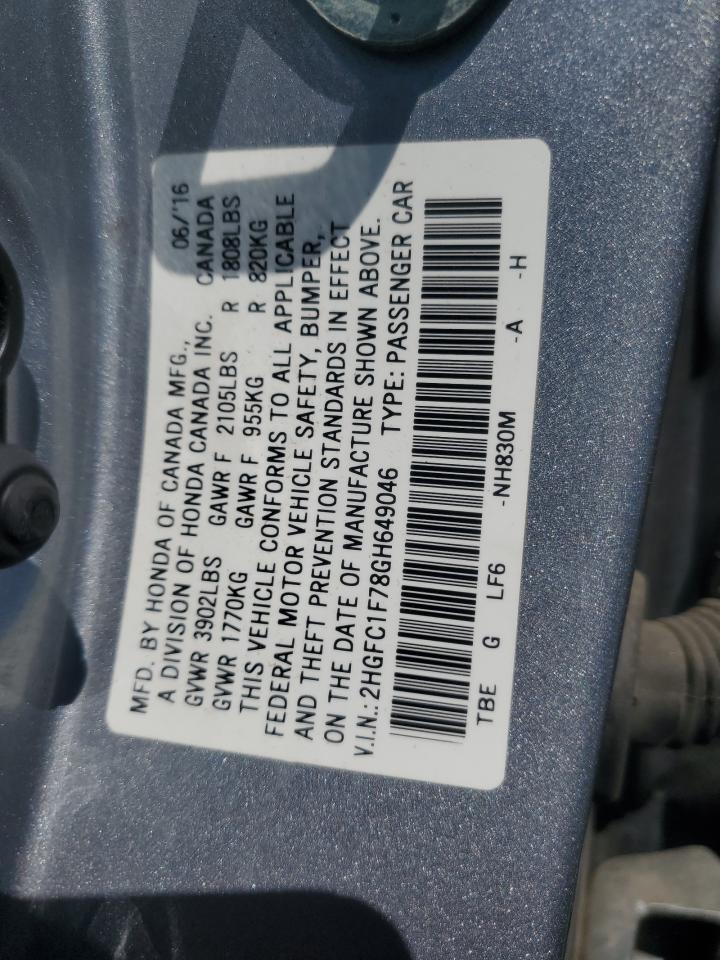 MFD. BY HONDA OF CANADA MFG., 06/'16
A DIVISION OF HONDA CANADA INC. CANADA
GVWR 3902LBS GAWR F 2105LBS R 1808LBS
GVWR 1770KG GAWR F 955KG R 820KG
THIS VEHICLE CONFORMS TO ALL APPLICABLE
FEDERAL MOTOR VEHICLE SAFETY, BUMPER,
AND THEFT PREVENTION STANDARDS IN EFFECT
ON THE DATE OF MANUFACTURE SHOWN ABOVE.
V.I.N.: 2HGFC1F78GH649046 TYPE: PASSENGER CAR
TBE G LF6 -NH830M -A -H